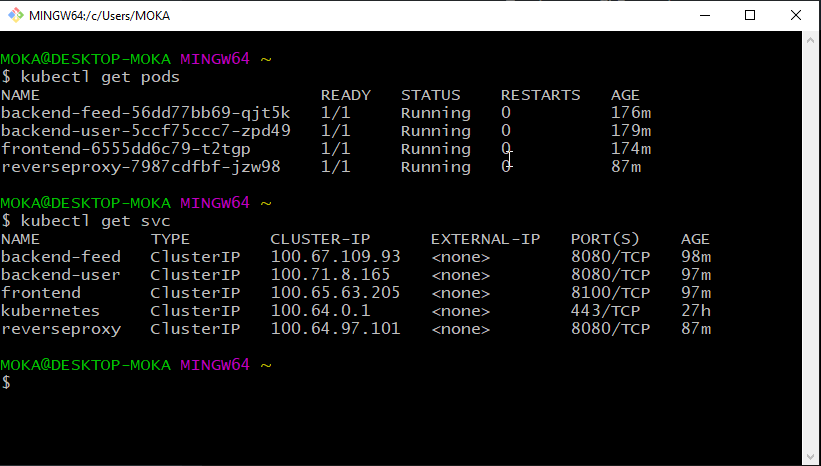 MINGW64:/c/Users/MOKA
MOKA@DESKTOP-MOKA MINGW64 ~
$ kubectl get pods
NAME                            READY   STATUS    RESTARTS   AGE
backend-feed-56dd77bb69-qjt5k   1/1     Running   0          176m
backend-user-5ccf75ccc7-zpd49   1/1     Running   0          179m
frontend-6555dd6c79-t2tgp       1/1     Running   0          174m
reverseproxy-7987cdfbf-jzw98    1/1     Running   0          87m
MOKA@DESKTOP-MOKA MINGW64 ~
$ kubectl get svc
NAME           TYPE        CLUSTER-IP      EXTERNAL-IP   PORT(S)    AGE
backend-feed   ClusterIP   100.67.109.93   <none>        8080/TCP   98m
backend-user   ClusterIP   100.71.8.165    <none>        8080/TCP   97m
frontend       ClusterIP   100.65.63.205   <none>        8100/TCP   97m
kubernetes     ClusterIP   100.64.0.1      <none>        443/TCP    27h
reverseproxy   ClusterIP   100.64.97.101   <none>        8080/TCP   87m
MOKA@DESKTOP-MOKA MINGW64 ~
$